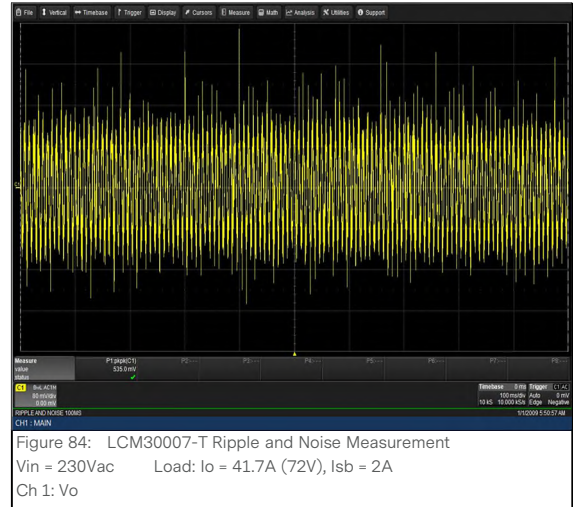 File Vertical Timebase Trigger Display Cursors Measure Math Analysis Utilities Support
Measure P1:pkpk(C1) P2:--- P3:--- P4:--- P5:--- P6:--- P7:--- P8:---
value 535.0 mV
status
C1 BwL AC1M
80 mV/div
0.00 mV
Timebase 0 ms Trigger C1 AC
100 ms/div Auto 0 mV
10 kS 10.000 kS/s Edge Negative
RIPPLE AND NOISE 100MS 1/1/2009 5:50:57 AM
CH1 : MAIN
Figure 84: LCM30007-T Ripple and Noise Measurement
Vin = 230Vac Load: Io = 41.7A (72V), Isb = 2A
Ch 1: Vo